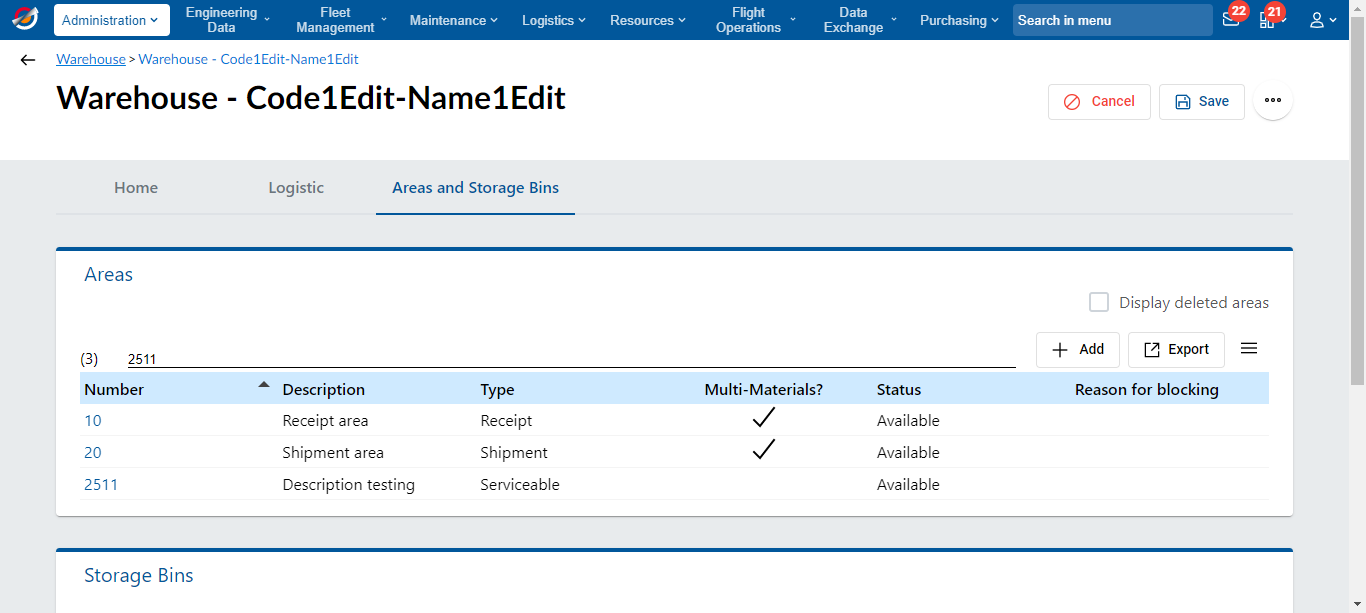 Administration
Engineering Data
Fleet Management
Maintenance
Logistics
Resources
Flight Operations
Data Exchange
Purchasing
Search in menu
22
21
Warehouse > Warehouse - Code1Edit-Name1Edit
Warehouse - Code1Edit-Name1Edit
Cancel
Save
Home
Logistic
Areas and Storage Bins
Areas
Display deleted areas
(3) 2511
Add
Export
Number Description Type Multi-Materials? Status Reason for blocking
10 Receipt area Receipt Available
20 Shipment area Shipment Available
2511 Description testing Serviceable Available
Storage Bins